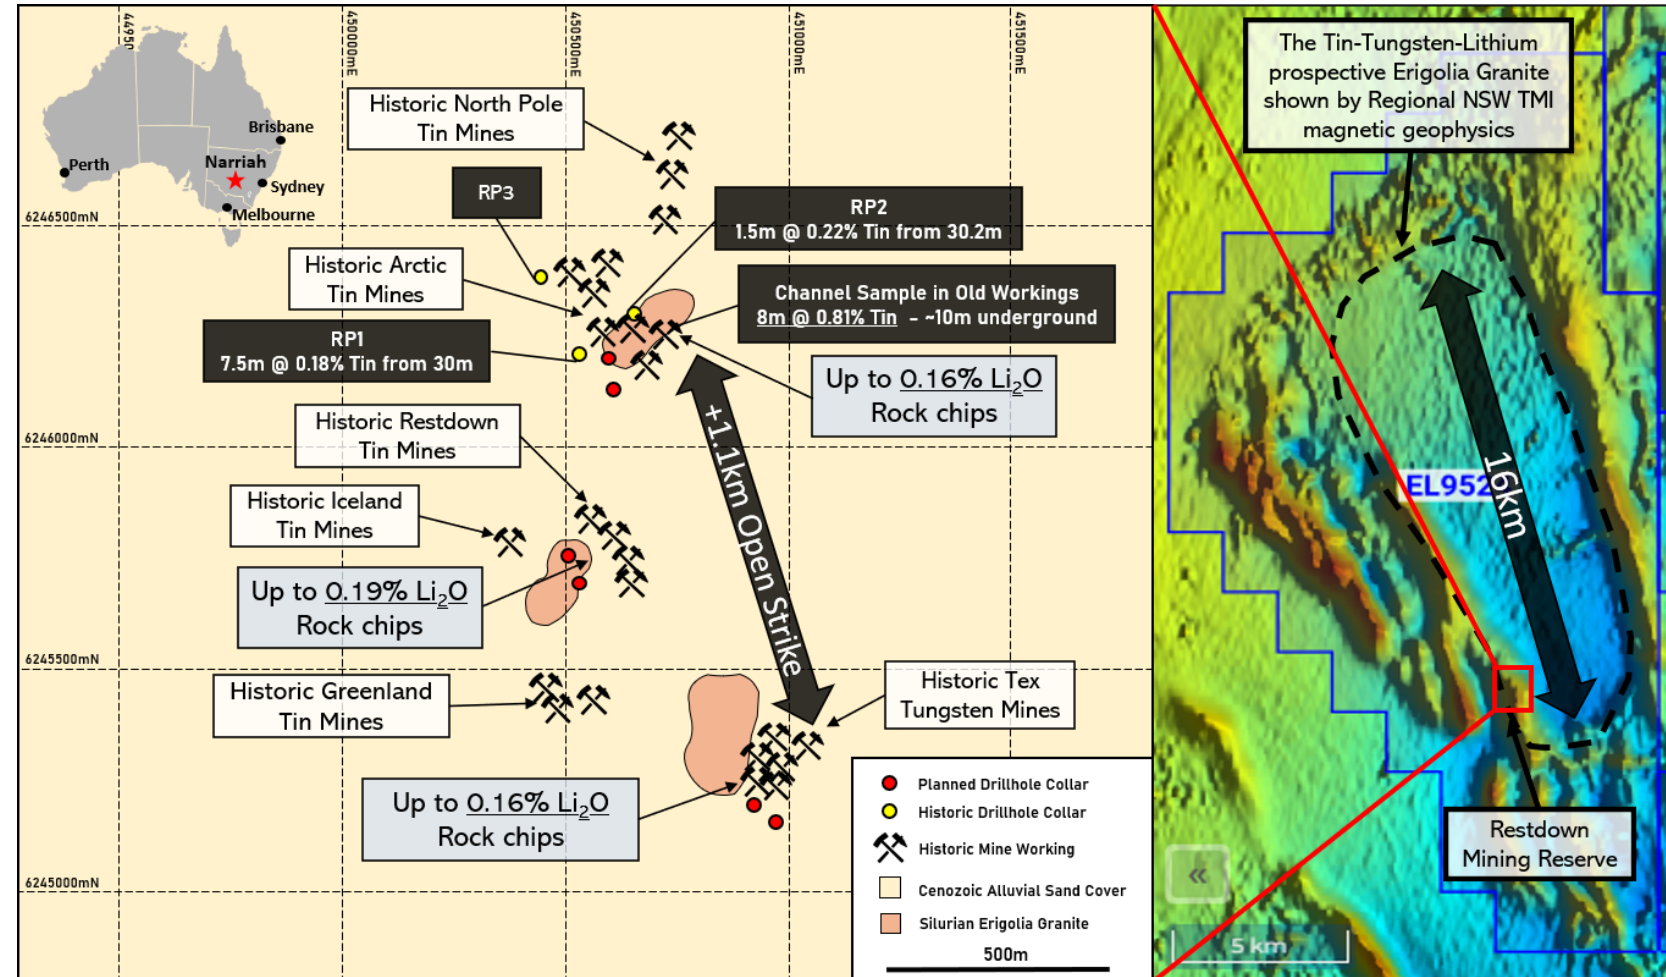 44950
450000mE
450500mE
451000mE
451500mE
6246500mN
6246000mN
6245500mN
6245000mN
Brisbane
Perth
Narriah
Sydney
Melbourne
Historic North Pole
Tin Mines
RP3
RP2
1.5m @ 0.22% Tin from 30.2m
Historic Arctic
Tin Mines
Channel Sample in Old Workings
8m @ 0.81% Tin - ~10m underground
RP1
7.5m @ 0.18% Tin from 30m
Up to 0.16% Li₂O
Rock chips
Historic Restdown
Tin Mines
+1.1km Open Strike
Historic Iceland
Tin Mines
Up to 0.19% Li₂O
Rock chips
Historic Greenland
Tin Mines
Historic Tex
Tungsten Mines
Up to 0.16% Li₂O
Rock chips
Planned Drillhole Collar
Historic Drillhole Collar
Historic Mine Working
Cenozoic Alluvial Sand Cover
Silurian Erigolia Granite
500m
The Tin-Tungsten-Lithium
prospective Erigolia Granite
shown by Regional NSW TMI
magnetic geophysics
EL952
16km
Restdown
Mining Reserve
«
5 km